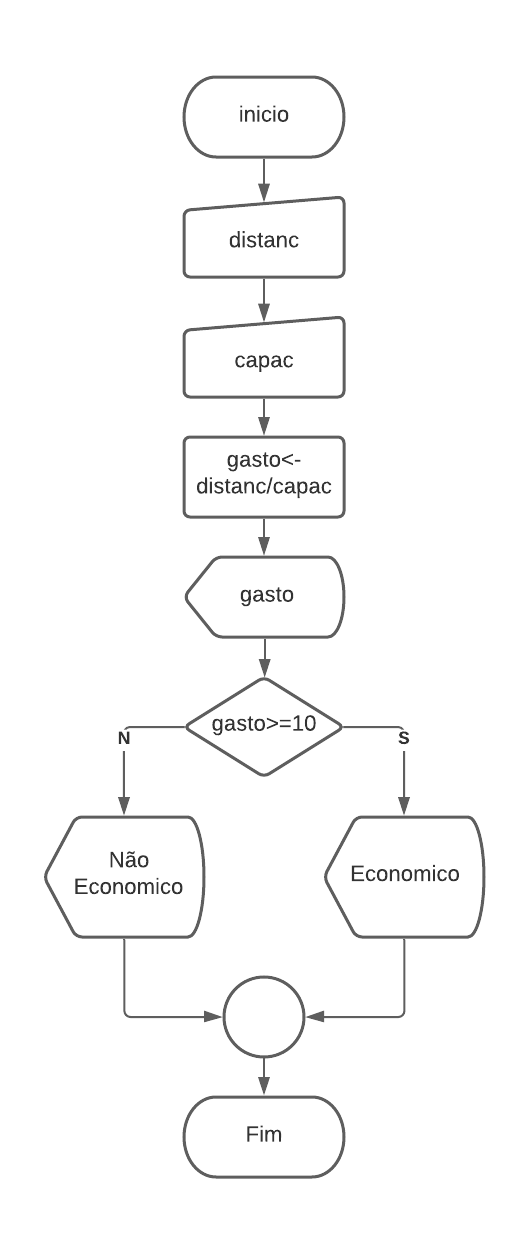 inicio
distanc
capac
gasto<-
distanc/capac
gasto
gasto>=10
N
S
Não
Economico
Economico
Fim